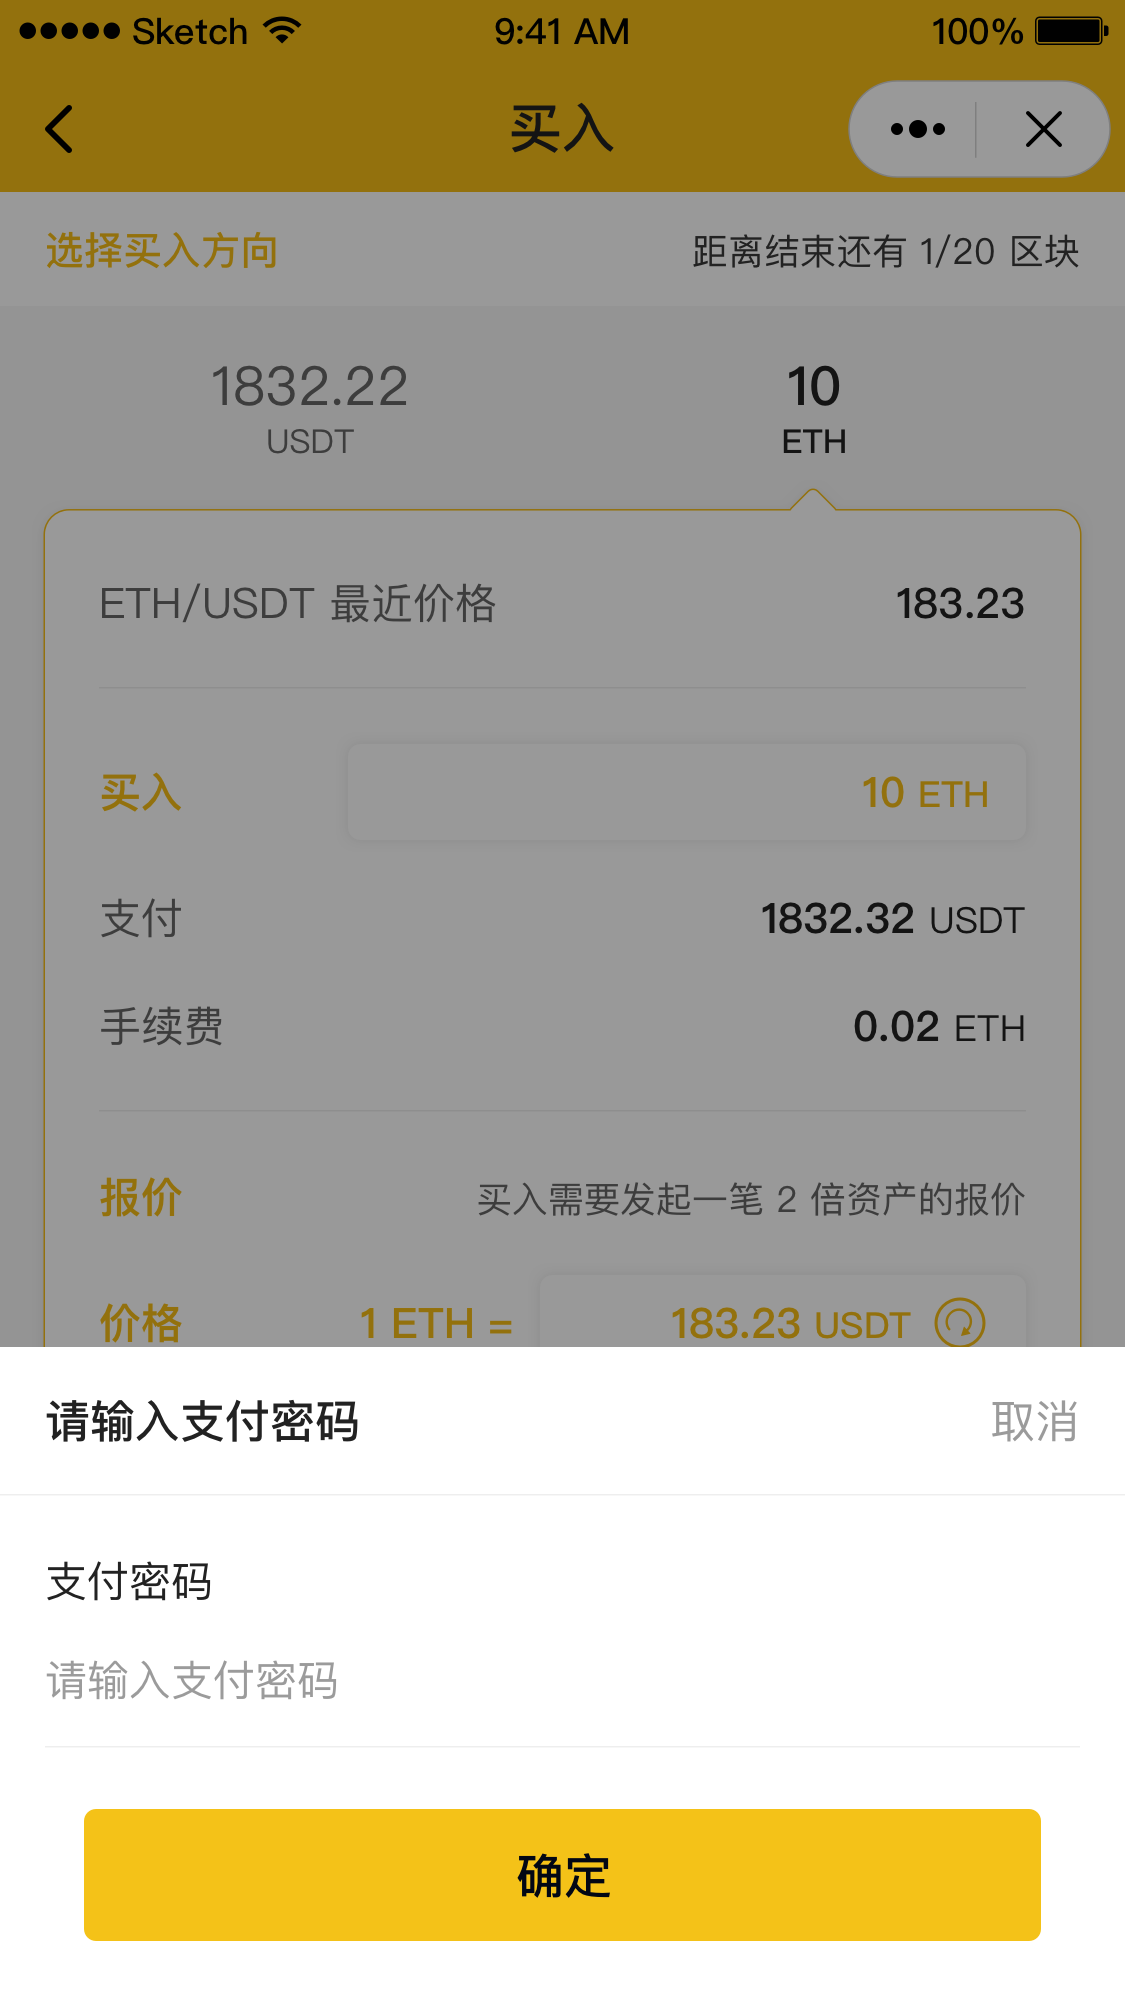 Sketch 9:41 AM 100%
买入
选择买入方向 距离结束还有 1/20 区块
1832.22 10
USDT ETH
ETH/USDT 最近价格 183.23
买入 10 ETH
支付 1832.32 USDT
手续费 0.02 ETH
报价 买入需要发起一笔 2 倍资产的报价
价格 1 ETH = 183.23 USDT
请输入支付密码 取消
支付密码
请输入支付密码
确定